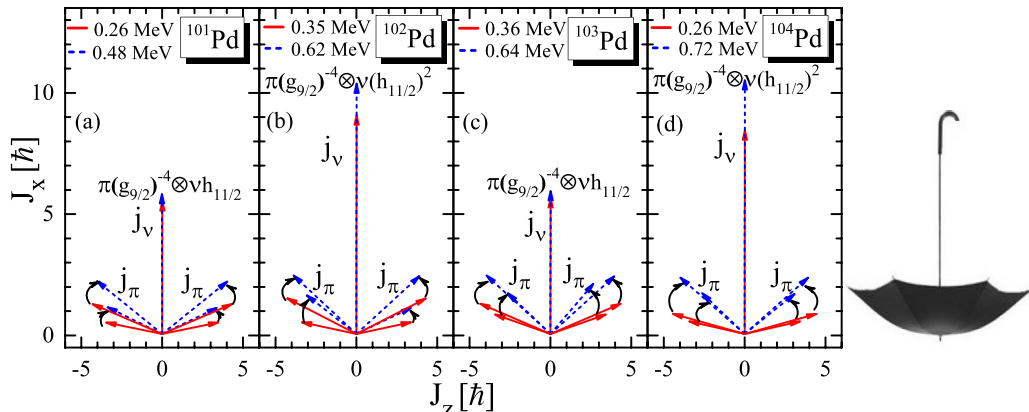 0.26 MeV
0.48 MeV
¹⁰¹Pd
0.35 MeV
0.62 MeV
¹⁰²Pd
0.36 MeV
0.64 MeV
¹⁰³Pd
0.26 MeV
0.72 MeV
¹⁰⁴Pd
π(g₉/₂)⁻⁴⊗ν(h₁₁/₂)²
π(g₉/₂)⁻⁴⊗ν(h₁₁/₂)²
(a)
(b)
(c)
(d)
jν
jν
π(g₉/₂)⁻⁴⊗νh₁₁/₂
π(g₉/₂)⁻⁴⊗νh₁₁/₂
jν
jν
jπ
jπ
jπ
jπ
jπ
jπ
jπ
jπ
Jₓ [ℏ]
10
5
0
-5 0 5
-5 0 5
-5 0 5
-5 0 5
J_z [ℏ]